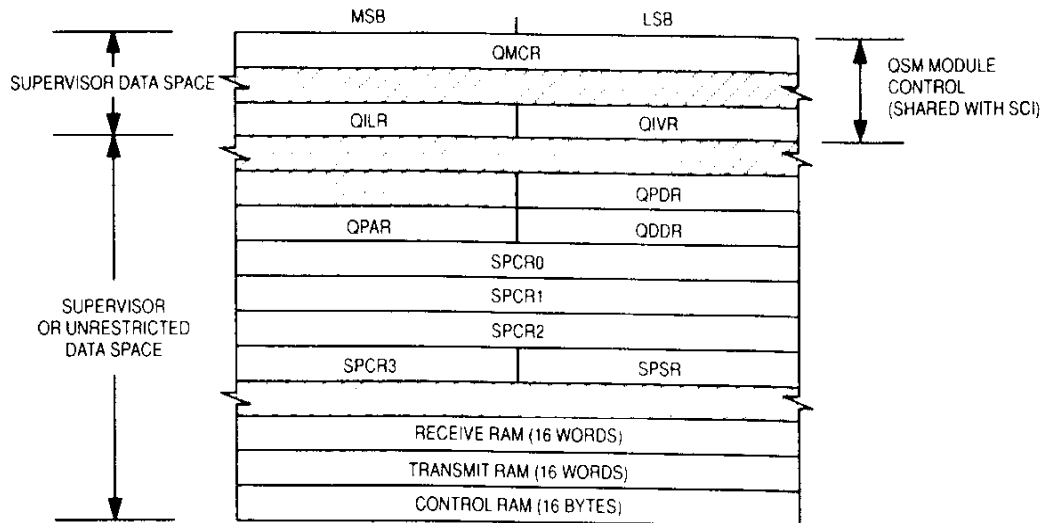 MSB LSB
QMCR
SUPERVISOR DATA SPACE
QSM MODULE
CONTROL
(SHARED WITH SCI)
QILR QIVR
QPDR
QPAR QDDR
SPCR0
SPCR1
SUPERVISOR
OR UNRESTRICTED
DATA SPACE
SPCR2
SPCR3 SPSR
RECEIVE RAM (16 WORDS)
TRANSMIT RAM (16 WORDS)
CONTROL RAM (16 BYTES)